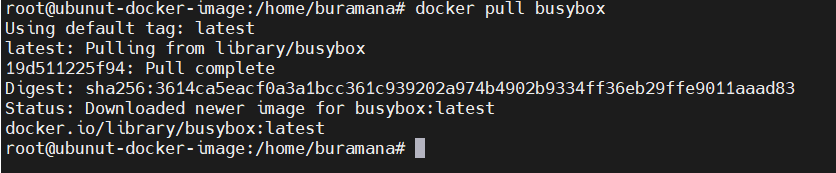 root@ubunut-docker-image:/home/buramana# docker pull busybox
Using default tag: latest
latest: Pulling from library/busybox
19d511225f94: Pull complete
Digest: sha256:3614ca5eacf0a3a1bcc361c939202a974b4902b9334ff36eb29ffe9011aaad83
Status: Downloaded newer image for busybox:latest
docker.io/library/busybox:latest
root@ubunut-docker-image:/home/buramana#